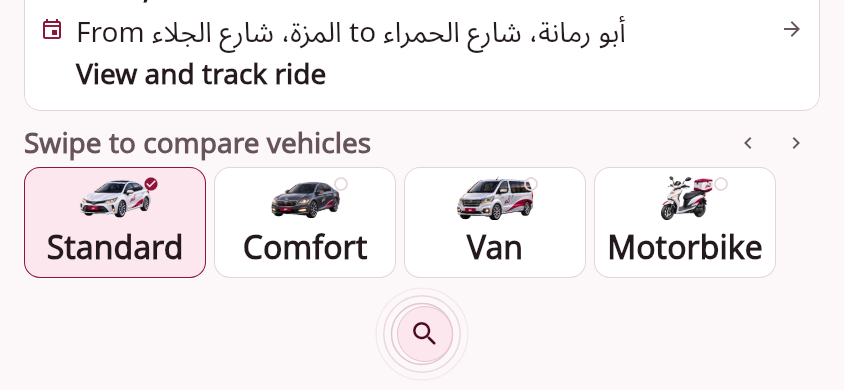 From المزة، شارع الجلاء to أبو رمانة، شارع الحمراء
View and track ride
Swipe to compare vehicles
Standard
Comfort
Van
Motorbike